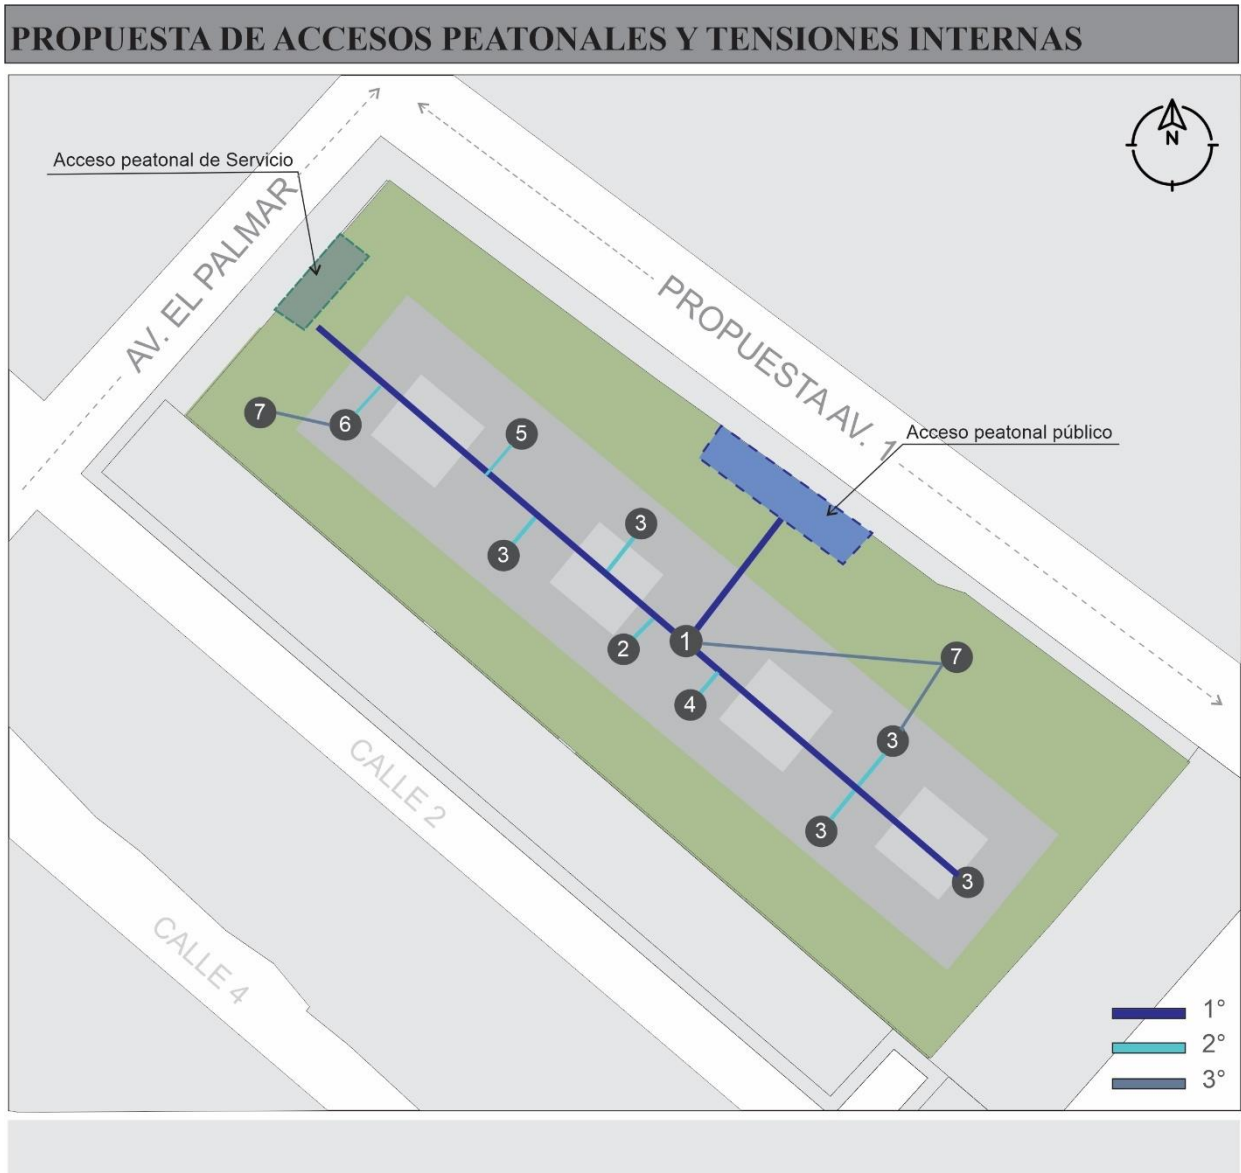 PROPUESTA DE ACCESOS PEATONALES Y TENSIONES INTERNAS
N
Acceso peatonal de Servicio
AV. EL PALMAR
PROPUESTA AV. 1
Acceso peatonal público
7
6
5
3
3
2
1
7
4
3
3
3
CALLE 2
CALLE 4
1°
2°
3°